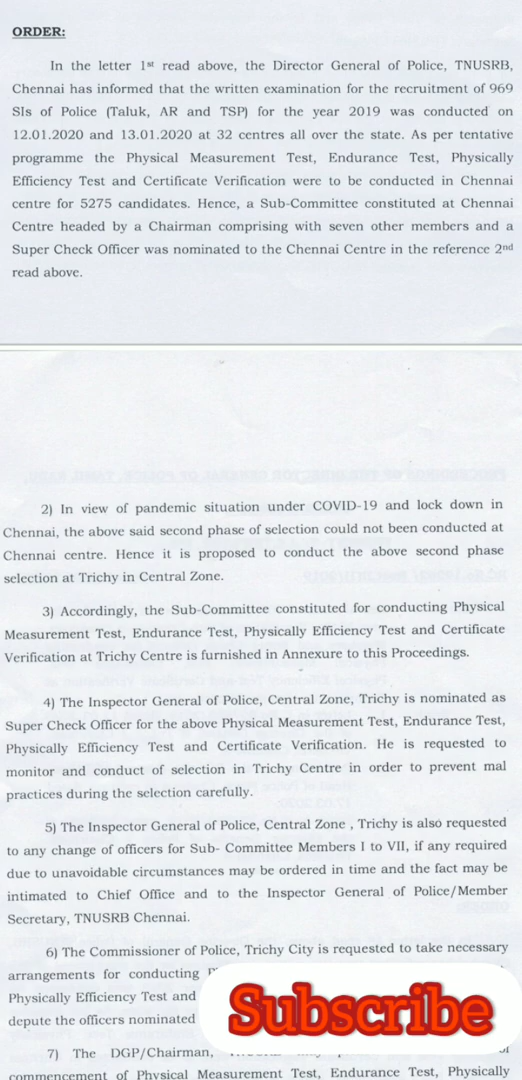 ORDER:
In the letter 1st read above, the Director General of Police, TNUSRB,
Chennai has informed that the written examination for the recruitment of 969
SIs of Police (Taluk, AR and TSP) for the year 2019 was conducted on
12.01.2020 and 13.01.2020 at 32 centres all over the state. As per tentative
programme the Physical Measurement Test, Endurance Test, Physically
Efficiency Test and Certificate Verification were to be conducted in Chennai
centre for 5275 candidates. Hence, a Sub-Committee constituted at Chennai
Centre headed by a Chairman comprising with seven other members and a
Super Check Officer was nominated to the Chennai Centre in the reference 2nd
read above.
2) In view of pandemic situation under COVID-19 and lock down in
Chennai, the above said second phase of selection could not been conducted at
Chennai centre. Hence it is proposed to conduct the above second phase
selection at Trichy in Central Zone.
3) Accordingly, the Sub-Committee constituted for conducting Physical
Measurement Test, Endurance Test, Physically Efficiency Test and Certificate
Verification at Trichy Centre is furnished in Annexure to this Proceedings.
4) The Inspector General of Police, Central Zone, Trichy is nominated as
Super Check Officer for the above Physical Measurement Test, Endurance Test,
Physically Efficiency Test and Certificate Verification. He is requested to
monitor and conduct of selection in Trichy Centre in order to prevent mal
practices during the selection carefully.
5) The Inspector General of Police, Central Zone , Trichy is also requested
to any change of officers for Sub- Committee Members I to VII, if any required
due to unavoidable circumstances may be ordered in time and the fact may be
intimated to Chief Office and to the Inspector General of Police/Member
Secretary, TNUSRB Chennai.
6) The Commissioner of Police, Trichy City is requested to take necessary
arrangements for conducting
Physically Efficiency Test and
depute the officers nominated
Subscribe
7) The DGP/Chairman,
commencement of Physical Measurement Test, Endurance Test, Physically